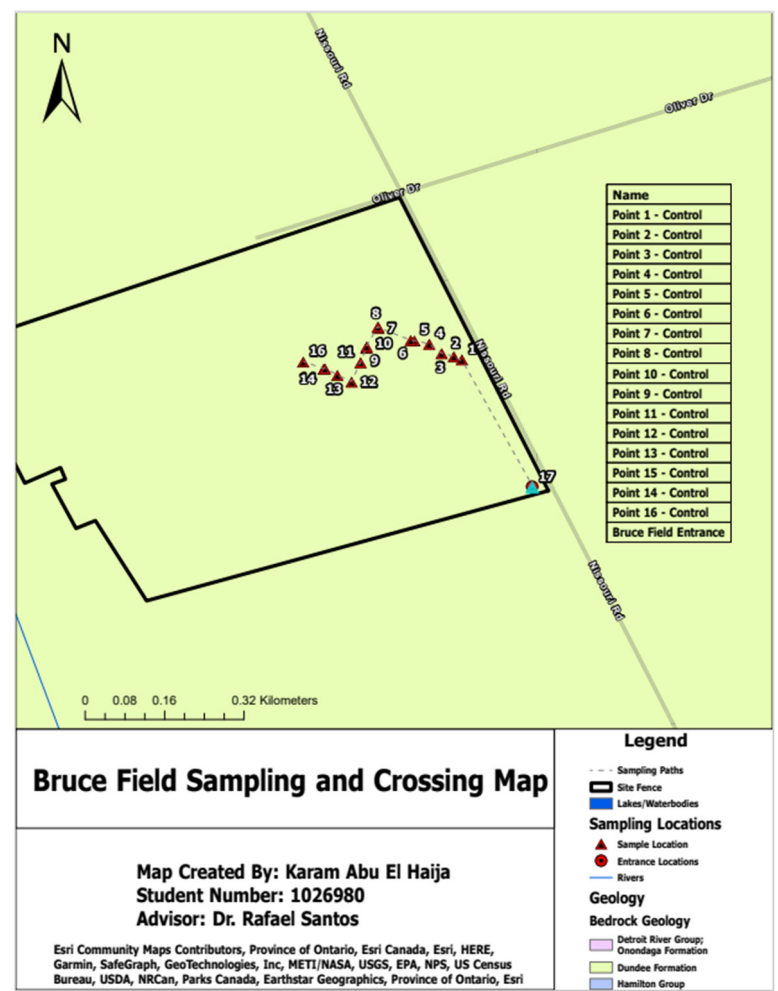 N
Nissouri Rd
Oliver Dr
Oliver Dr
Name
Point 1 - Control
Point 2 - Control
Point 3 - Control
Point 4 - Control
Point 5 - Control
Point 6 - Control
Point 7 - Control
Point 8 - Control
Point 10 - Control
Point 9 - Control
Point 11 - Control
Point 12 - Control
Point 13 - Control
Point 15 - Control
Point 14 - Control
Point 16 - Control
Bruce Field Entrance
8
7
5
4
2
1
16
11
10
6
3
9
14
13
12
Nissouri Rd
17
Nissouri Rd
0 0.08 0.16 0.32 Kilometers
Bruce Field Sampling and Crossing Map
Map Created By: Karam Abu El Haija
Student Number: 1026980
Advisor: Dr. Rafael Santos
Esri Community Maps Contributors, Province of Ontario, Esri Canada, Esri, HERE,
Garmin, SafeGraph, GeoTechnologies, Inc, METI/NASA, USGS, EPA, NPS, US Census
Bureau, USDA, NRCan, Parks Canada, Earthstar Geographics, Province of Ontario, Esri
Legend
Sampling Paths
Site Fence
Lakes/Waterbodies
Sampling Locations
Sample Location
Entrance Locations
Rivers
Geology
Bedrock Geology
Detroit River Group;
Onondaga Formation
Dundee Formation
Hamilton Group